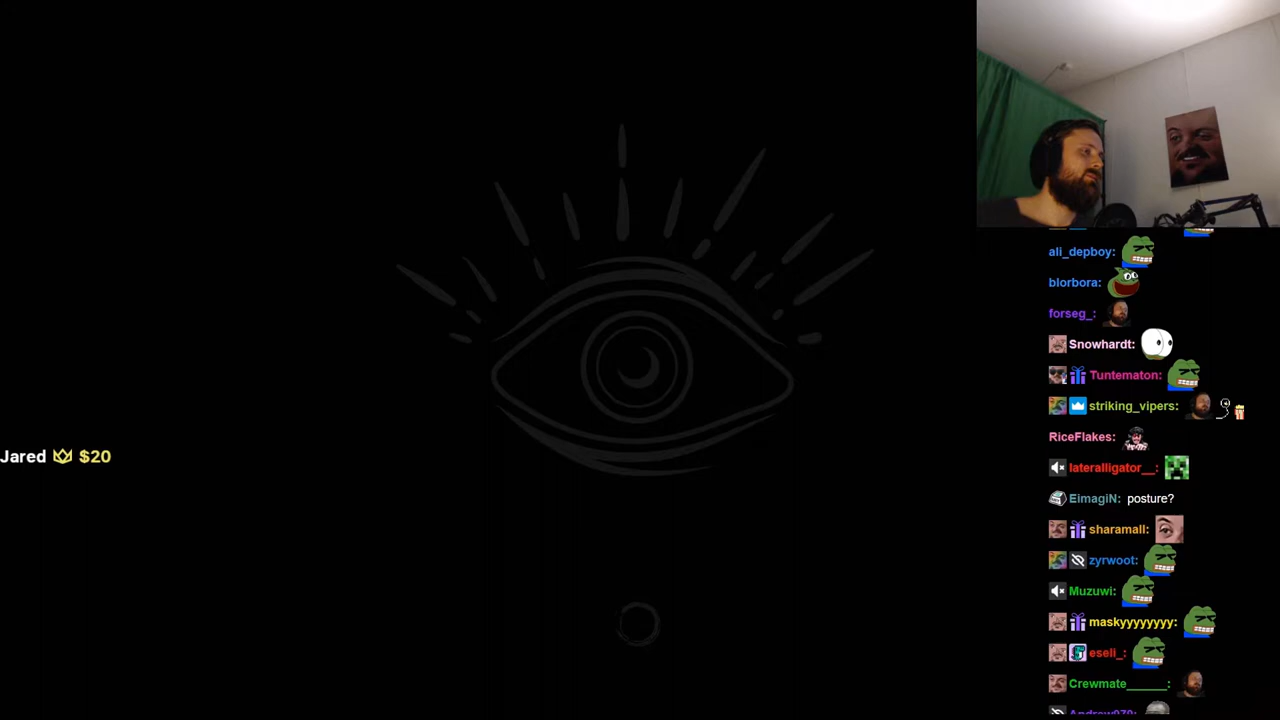 ali_depboy:
blorbora:
forseg_:
Snowhardt:
Tuntematon:
striking_vipers:
RiceFlakes:
lateralligator__:
Jared $20
EimagiN: posture?
sharamall:
zyrwoot:
Muzuwi:
maskyyyyyyyy:
eseli_:
Crewmate______: